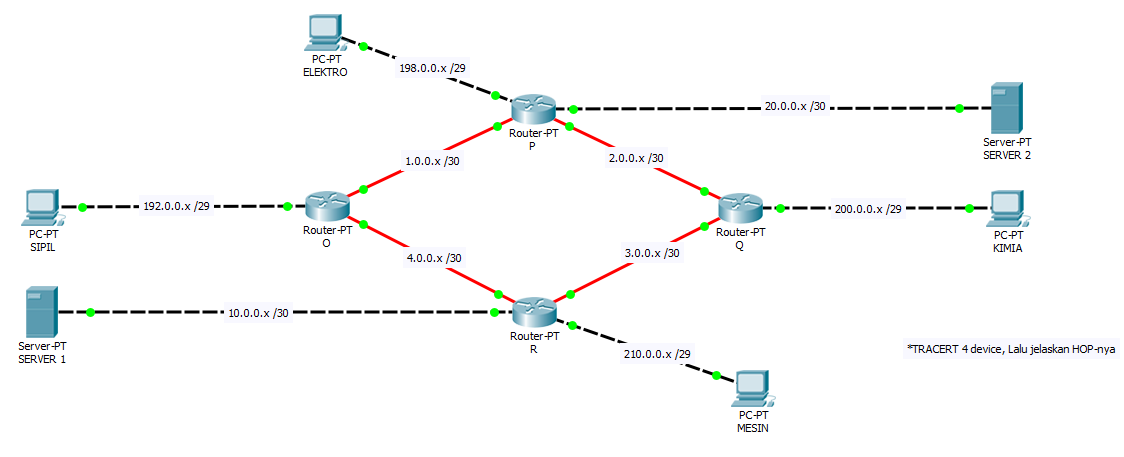 PC-PT
ELEKTRO
198.0.0.x /29
Router-PT
P
20.0.0.x /30
Server-PT
SERVER 2
1.0.0.x /30
2.0.0.x /30
PC-PT
SIPIL
192.0.0.x /29
Router-PT
O
Router-PT
Q
200.0.0.x /29
PC-PT
KIMIA
4.0.0.x /30
3.0.0.x /30
Server-PT
SERVER 1
10.0.0.x /30
Router-PT
R
210.0.0.x /29
PC-PT
MESIN
*TRACERT 4 device, Lalu jelaskan HOP-nya